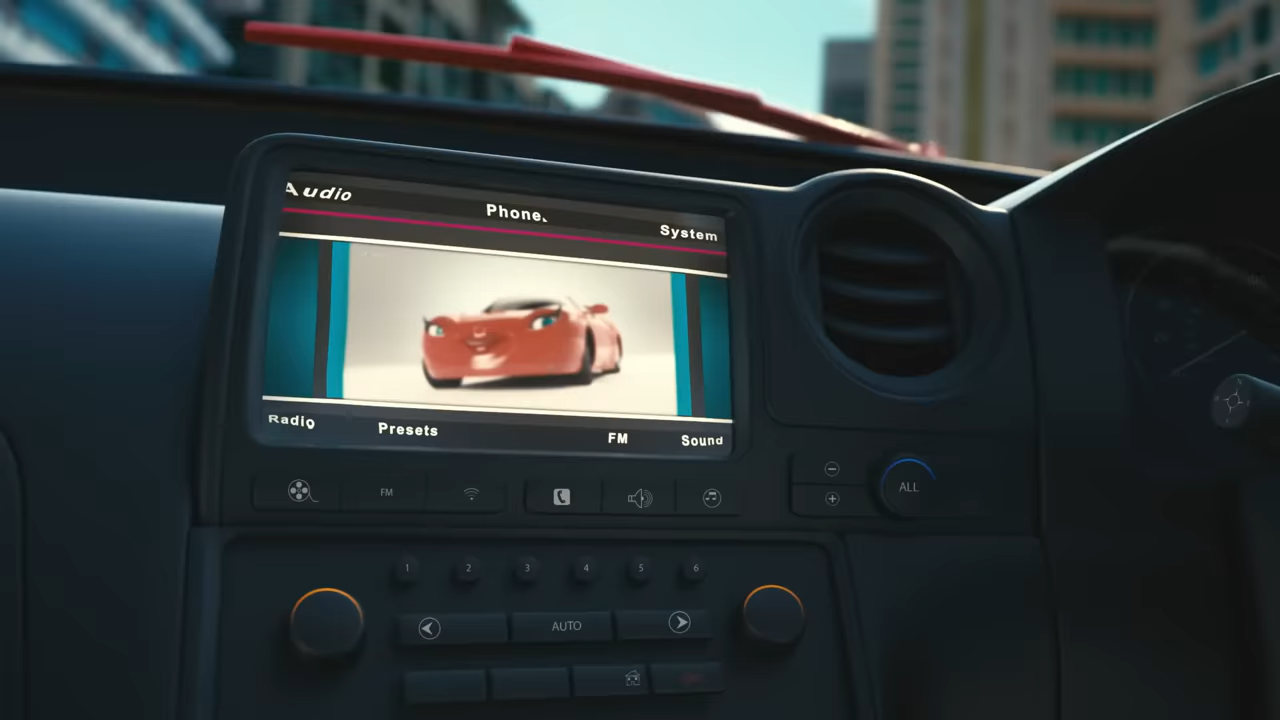 Audio
Phone.
System
Radio
Presets
FM
Sound
FM
ALL
1 2 3 4 5 6
AUTO